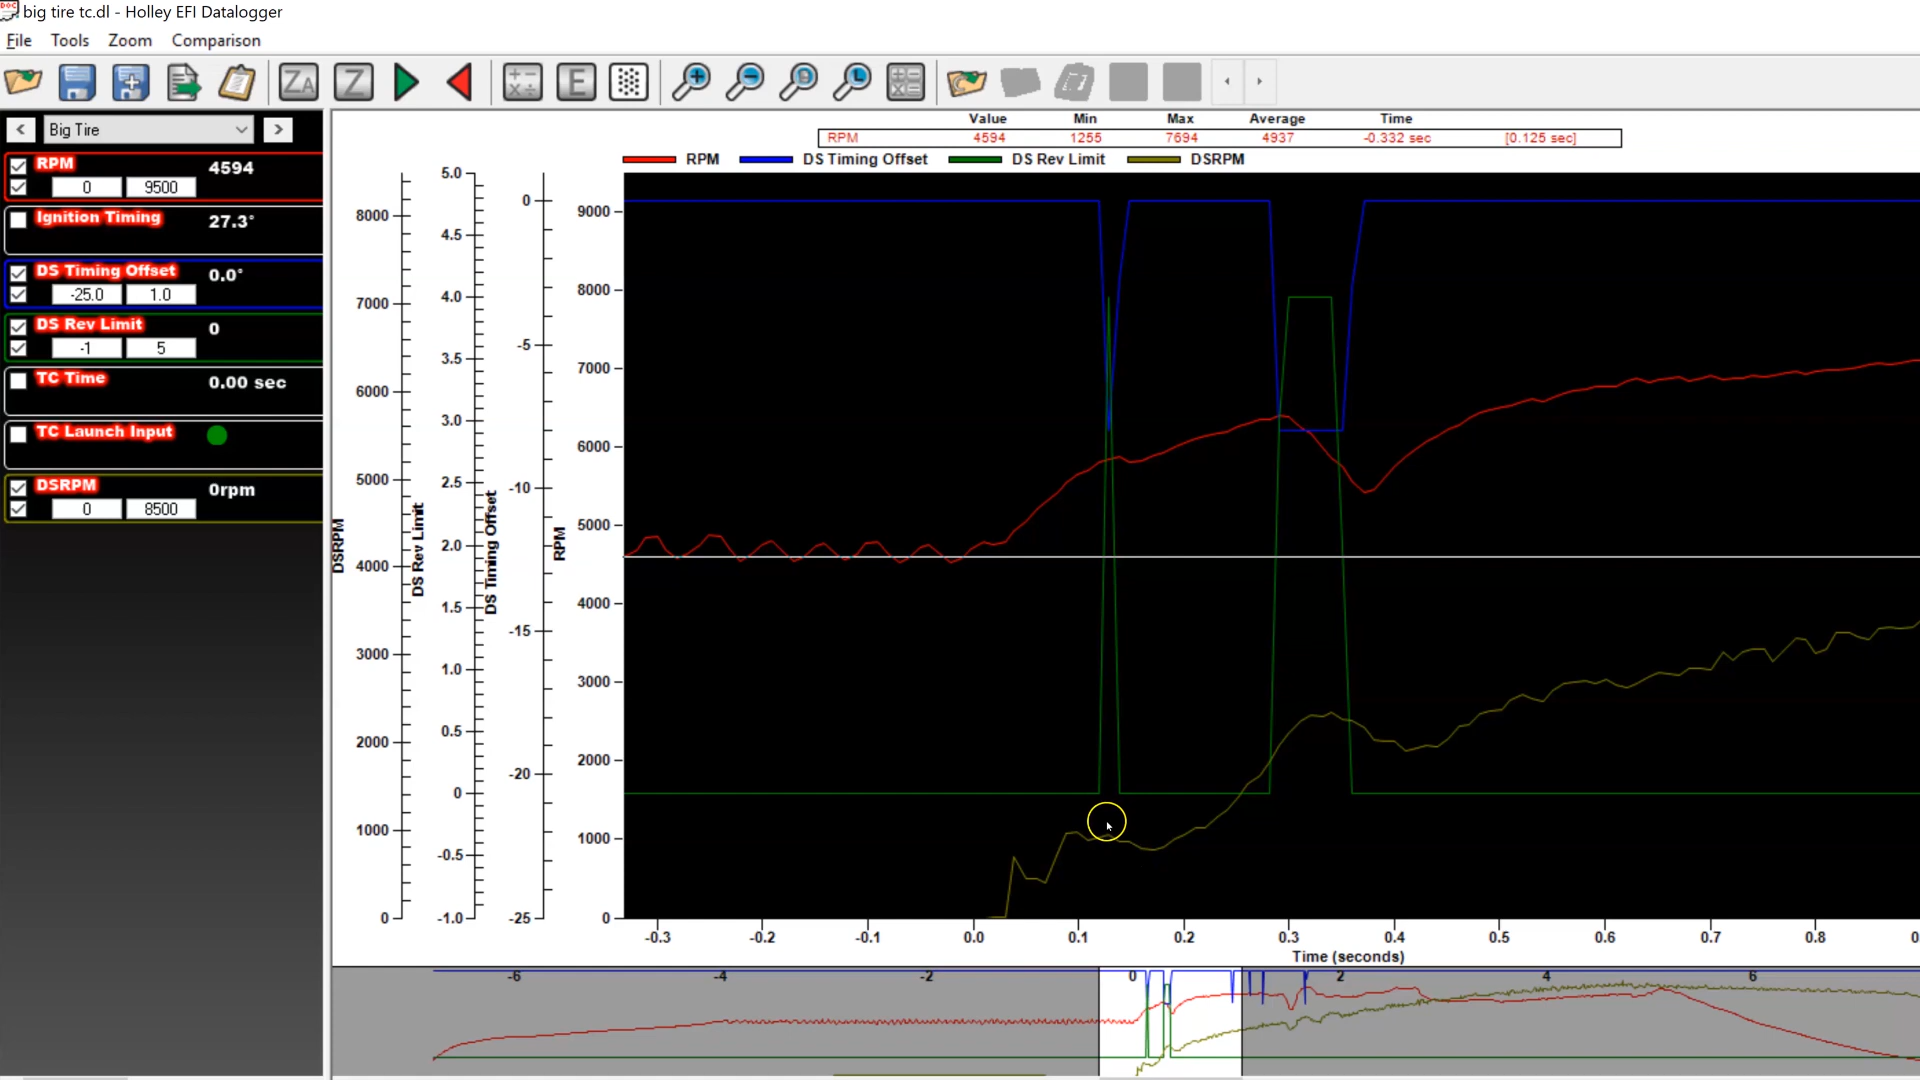 big tire tc.dl - Holley EFI Datalogger
File Tools Zoom Comparison
ZA Z E
Big Tire
RPM 4594
0 9500
Ignition Timing 27.3°
DS Timing Offset 0.0°
-25.0 1.0
DS Rev Limit 0
-1 5
TC Time 0.00 sec
TC Launch Input
DSRPM 0rpm
0 8500
Value Min Max Average Time
RPM 4594 1255 7694 4937 -0.332 sec [0.125 sec]
RPM DS Timing Offset DS Rev Limit DSRPM
DSRPM
8000
7000
6000
5000
4000
3000
2000
1000
0
DS Rev Limit
5.0
4.5
4.0
3.5
3.0
2.5
2.0
1.5
1.0
0.5
0
-0.5
-1.0
DS Timing Offset
0
-5
-10
-15
-20
-25
RPM
9000
8000
7000
6000
5000
4000
3000
2000
1000
0
-0.3 -0.2 -0.1 0.0 0.1 0.2 0.3 0.4 0.5 0.6 0.7 0.8
Time (seconds)
-6 -4 -2 0 2 4 6